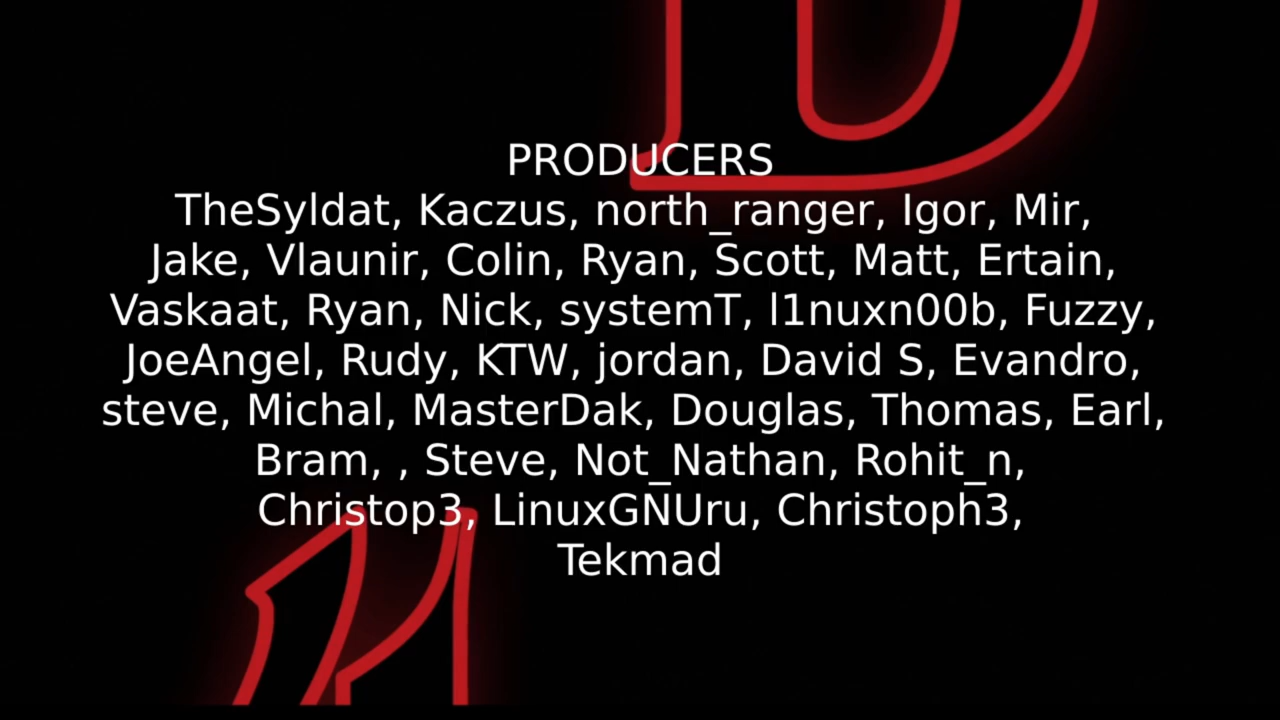 PRODUCERS
TheSyldat, Kaczus, north_ranger, Igor, Mir,
Jake, Vlaunir, Colin, Ryan, Scott, Matt, Ertain,
Vaskaat, Ryan, Nick, systemT, l1nuxn00b, Fuzzy,
JoeAngel, Rudy, KTW, jordan, David S, Evandro,
steve, Michal, MasterDak, Douglas, Thomas, Earl,
Bram, , Steve, Not_Nathan, Rohit_n,
Christop3, LinuxGNUru, Christoph3,
Tekmad